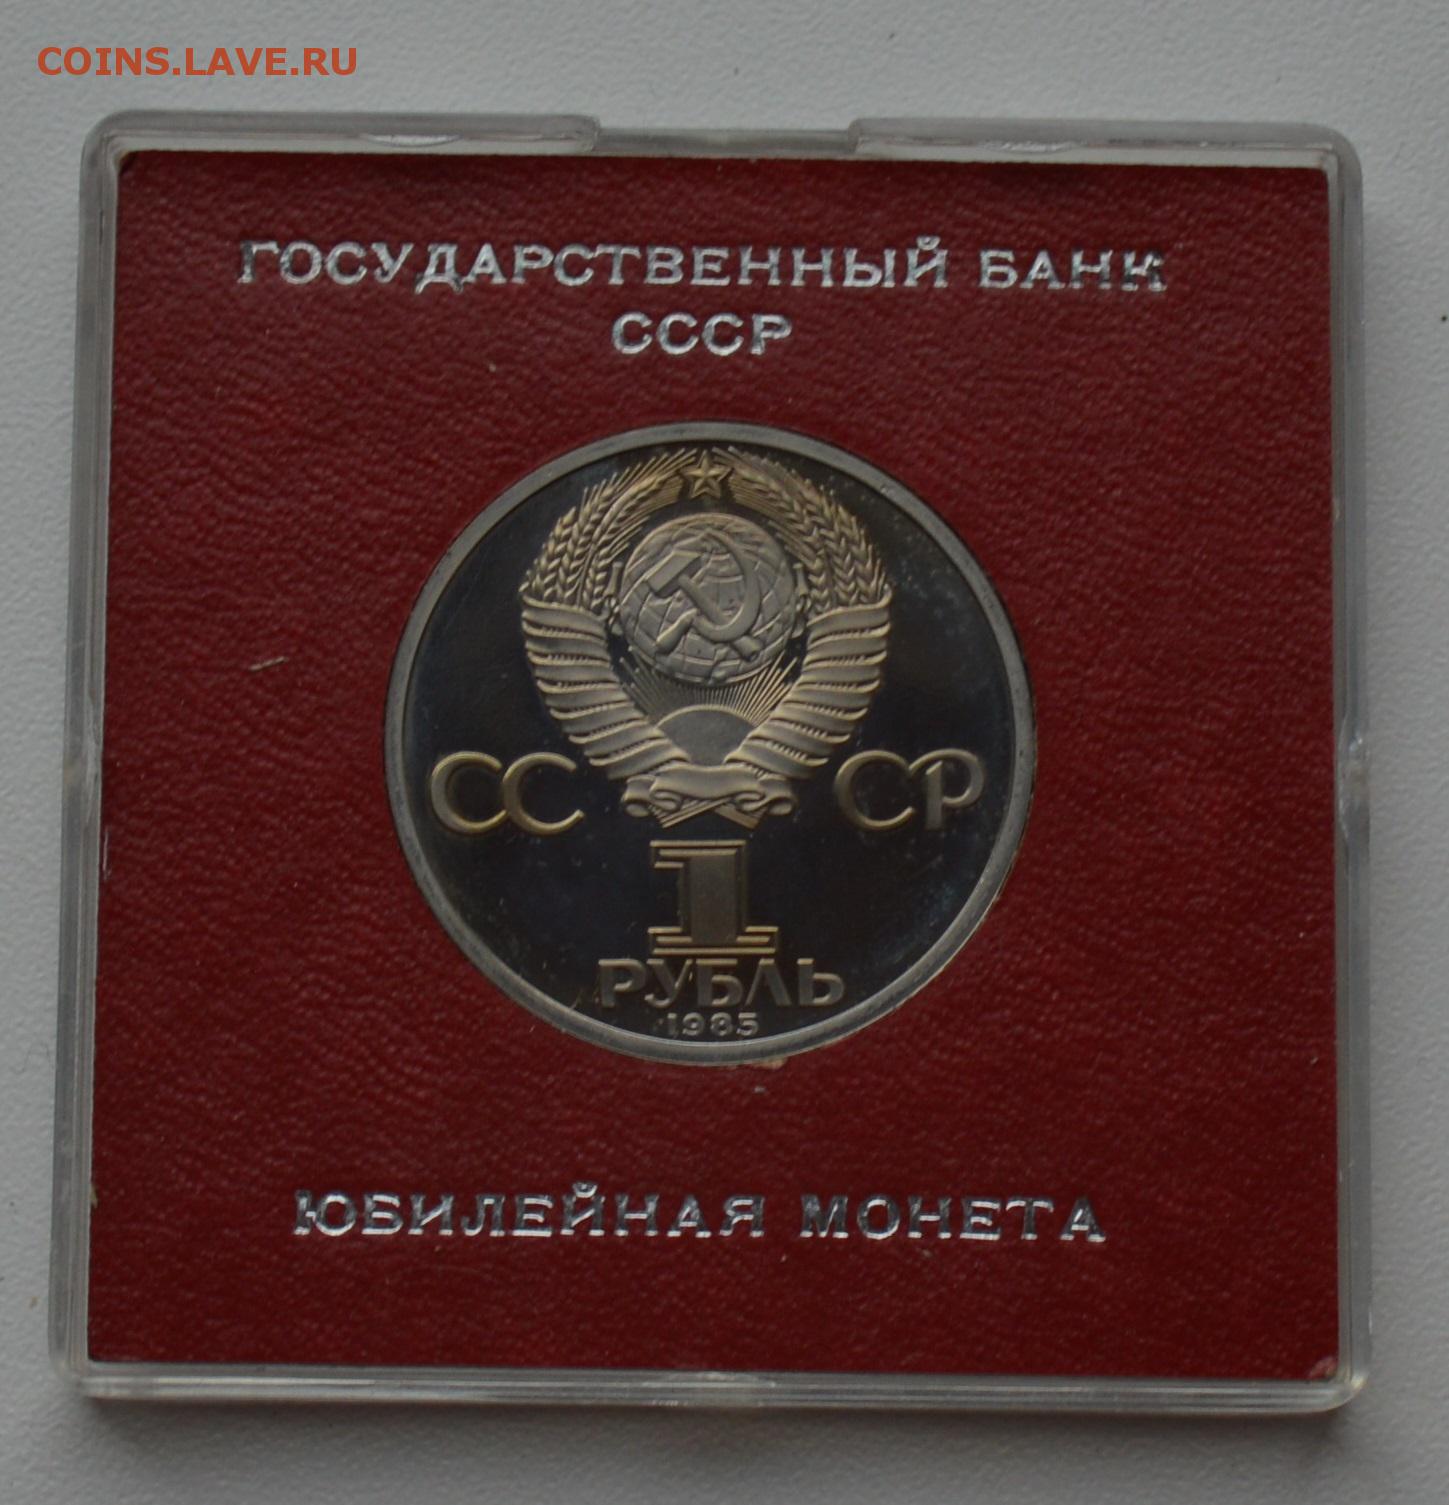 COINS.LAVE.RU
ГОСУДАРСТВЕННЫЙ БАНК
СССР
СС СР
1
РУБЛЬ
1985
ЮБИЛЕЙНАЯ МОНЕТА